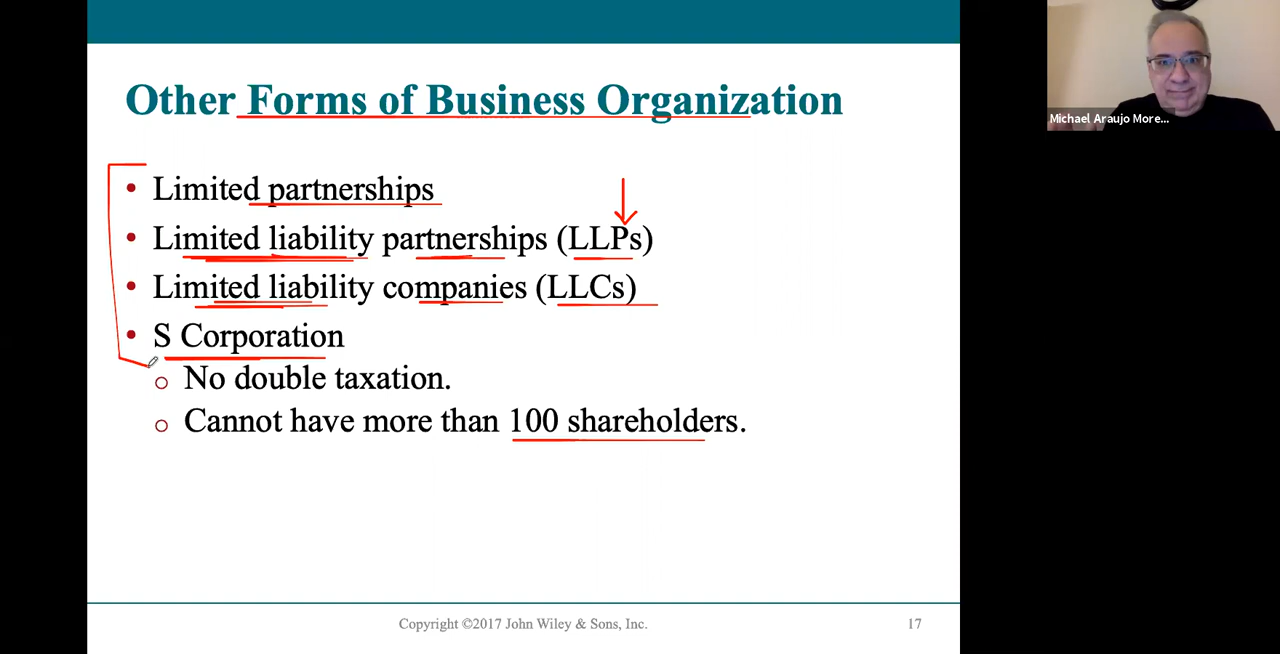 Other Forms of Business Organization
Michael Araujo More...
• Limited partnerships
• Limited liability partnerships (LLPs)
• Limited liability companies (LLCs)
• S Corporation
o No double taxation.
o Cannot have more than 100 shareholders.
Copyright ©2017 John Wiley & Sons, Inc.
17